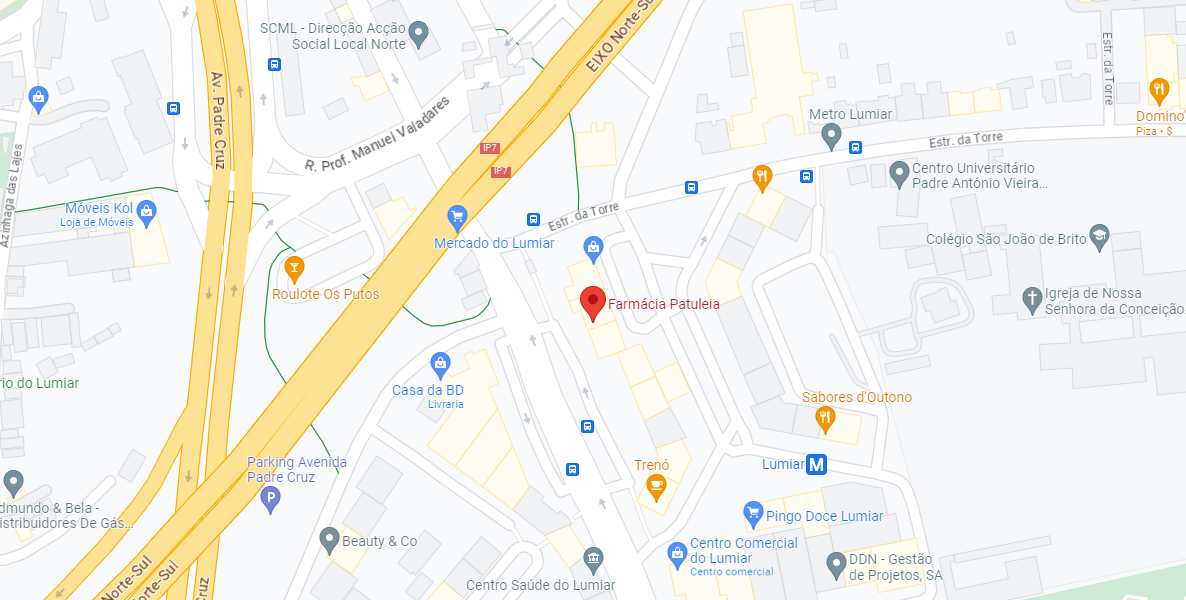 SCML - Direcção Acção
Social Local Norte
EIXO Norte-Su
Av. Padre Cruz
R. Prof. Manuel Valadares
IP7
IP7
Estr. da Torre
Domino'
Piza • $
Metro Lumiar
Estr. da Torre
Centro Universitário
Padre António Vieira...
Azinhaga das Lajes
Móveis Kol
Loja de Móveis
Mercado do Lumiar
Estr. da Torre
Colégio São João de Brito
Roulote Os Putos
Farmácia Patuleia
Igreja de Nossa
Senhora da Conceição
rio do Lumiar
Casa da BD
Livraria
Sabores d'Outono
Parking Avenida
Padre Cruz
P
Trenó
Lumiar
M
dmundo & Bela -
istribuidores De Gás...
Pingo Doce Lumiar
Beauty & Co
Centro Comercial
do Lumiar
Centro comercial
DDN - Gestão
de Projetos, SA
Centro Saúde do Lumiar
Norte-Sul
orte-Sul
ruz